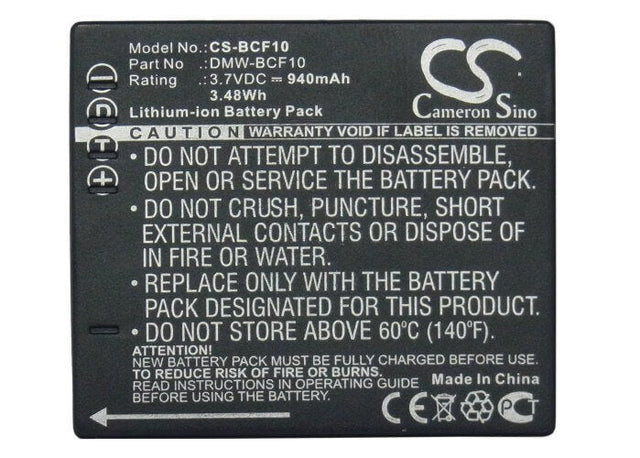 Model No.:CS-BCF10
Part No :DMW-BCF10
Rating :3.7VDC⎓940mAh
3.48Wh
Lithium-ion Battery Pack
CS
Cameron Sino
CAUTION WARRANTY VOID IF LABEL IS REMOVED
• DO NOT ATTEMPT TO DISASSEMBLE,
OPEN OR SERVICE THE BATTERY PACK.
• DO NOT CRUSH, PUNCTURE, SHORT
EXTERNAL CONTACTS OR DISPOSE OF
IN FIRE OR WATER.
• REPLACE ONLY WITH THE BATTERY
PACK DESIGNATED FOR THE PRODUCT.
• DO NOT STORE ABOVE 60°C (140°F).
ATTENTION!
NEW BATTERY PACK MUST BE FULLY CHARGED BEFORE USE TO
REDUCE RISK OF FIRE OR BURNS.
READ INSTRUCTIONS IN OPERATING GUIDE
BEFORE USING THE BATTERY.
Made In China
CE PCT
D
T
+
−